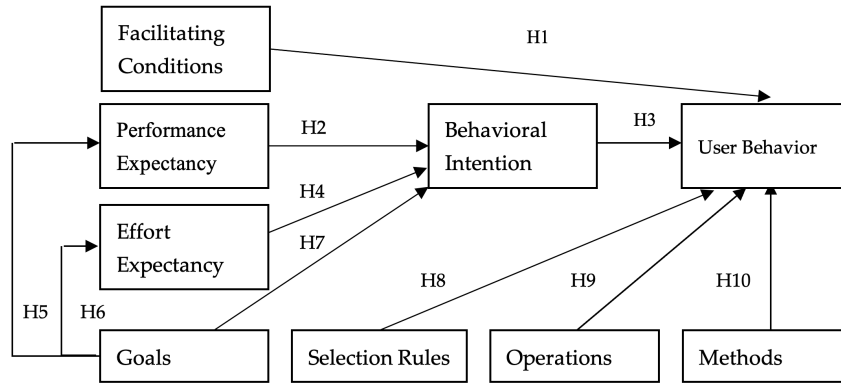 Facilitating
Conditions
H1
Performance
Expectancy
H2
Behavioral
Intention
H3
User Behavior
H4
Effort
Expectancy
H7
H8
H9
H10
H5
H6
Goals
Selection Rules
Operations
Methods